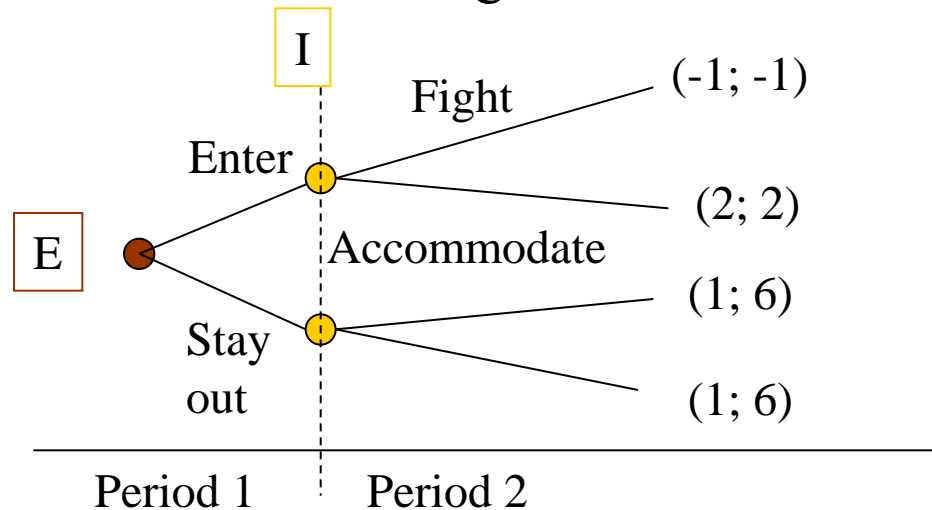 I
Fight
(-1; -1)
Enter
(2; 2)
E
Accommodate
(1; 6)
Stay
out
(1; 6)
Period 1
Period 2